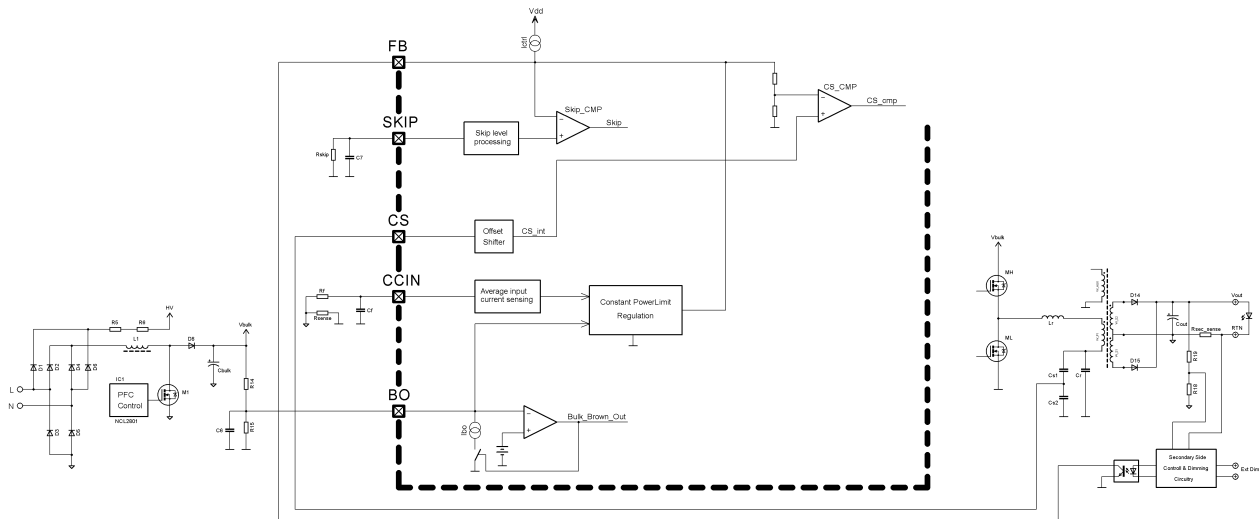 Vdd
Ictrl
FB
Skip_CMP
Skip
CS_CMP
CS_cmp
SKIP
Skip level
processing
Rskip
C7
CS
Offset
Shifter
CS_int
CCIN
Rf
Rsense
Cf
Average input
current sensing
Constant PowerLimit
Regulation
BO
Ibo
Bulk_Brown_Out
HV
R5
R6
Vbulk
L1
D8
Cbulk
D1
D2
D4
L
N
IC1
PFC
Control
NCL2801
M1
R14
R15
C6
D3
D5
Vbulk
MH
ML
Lr
Cs1
Cs2
D14
D15
Cout
Rsec_sense
Vout
RTN
R19
R18
Secondary Side
Controll & Dimming
Circuitry
Ext Dim